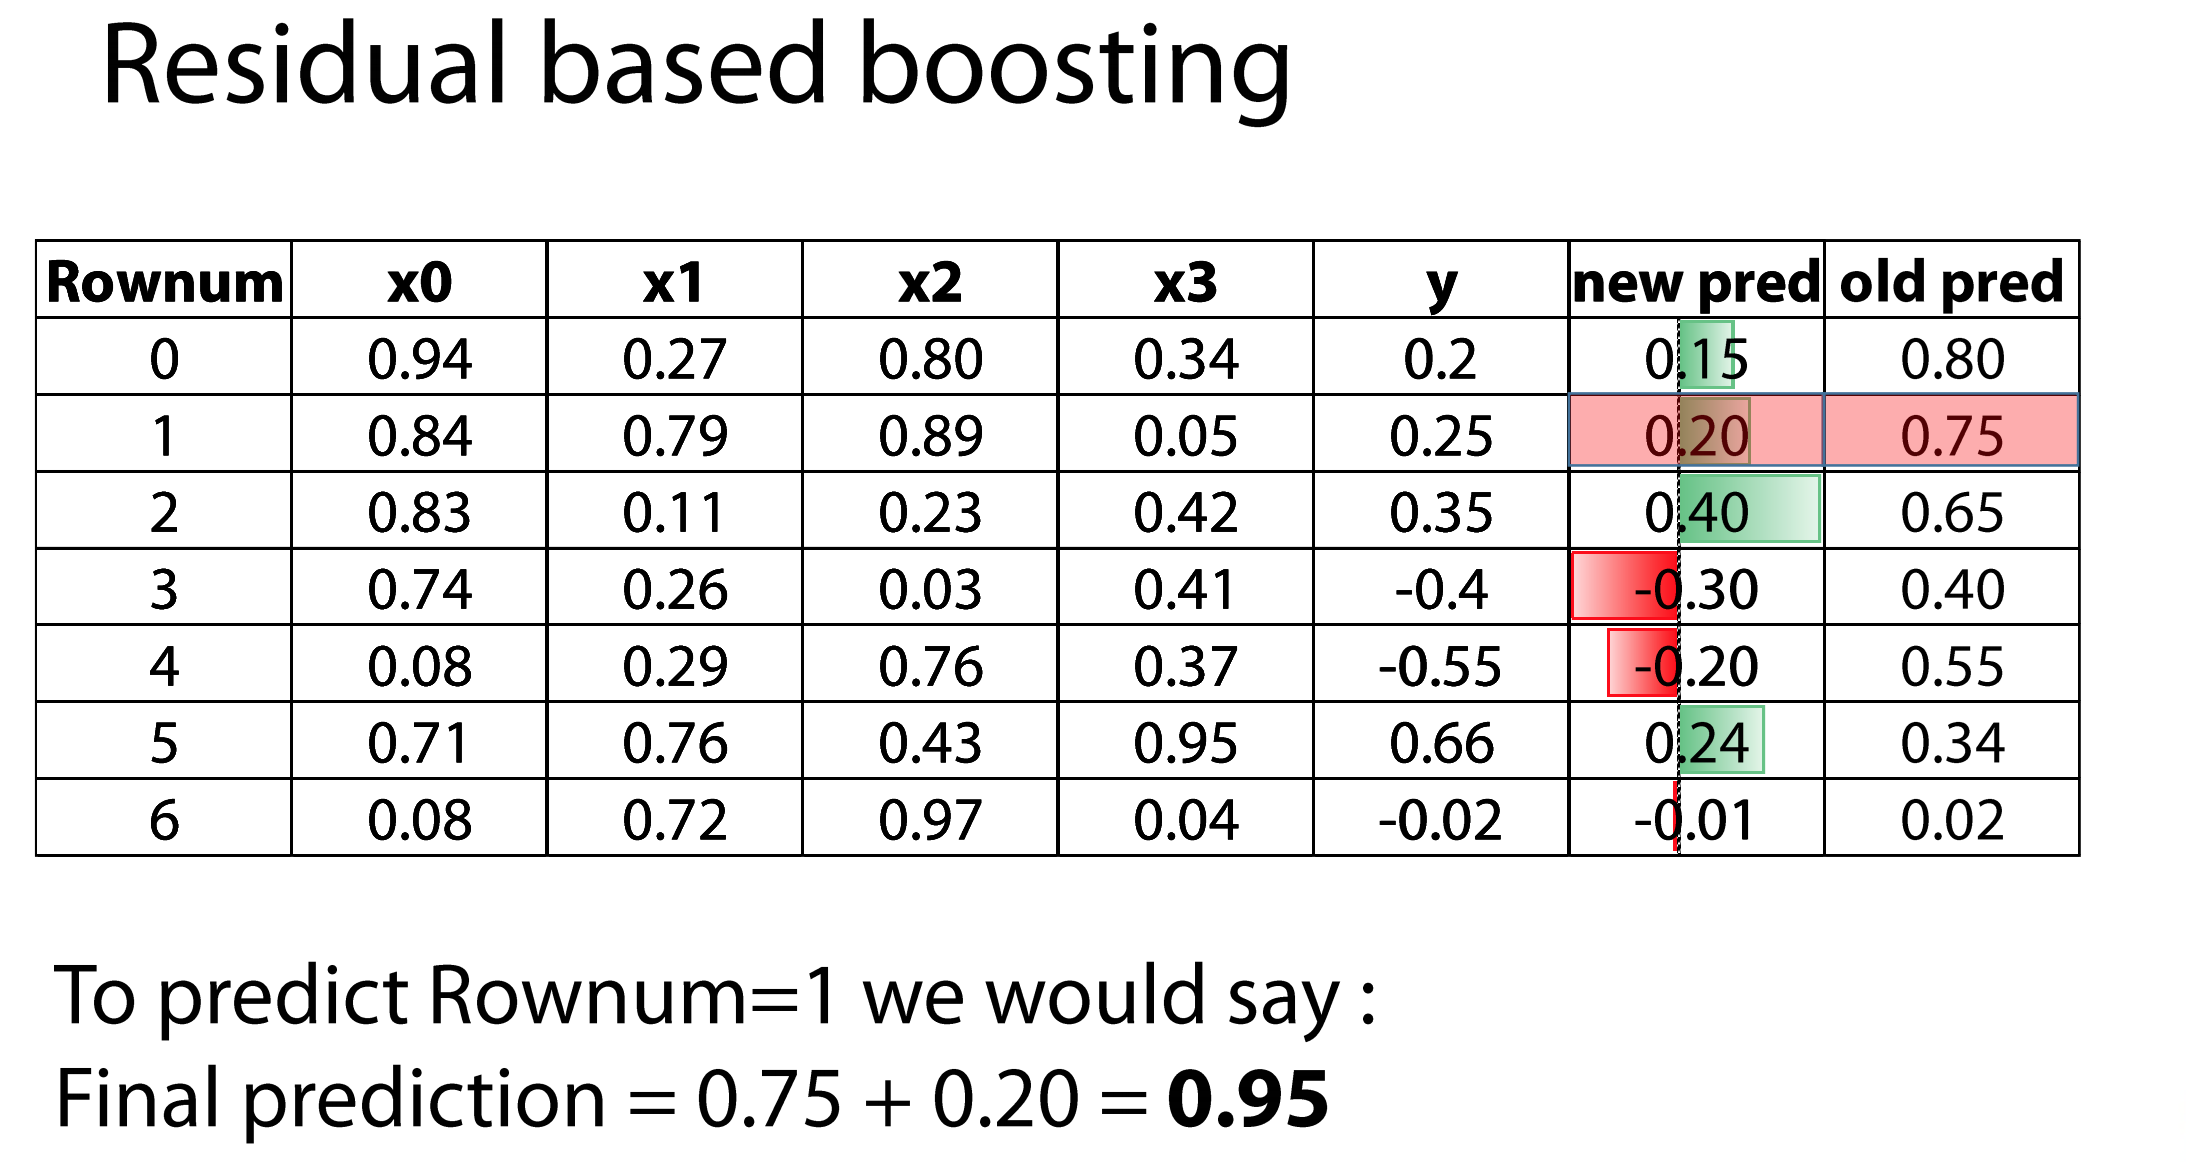 Residual based boosting
Rownum x0 x1 x2 x3 y new pred old pred
0 0.94 0.27 0.80 0.34 0.2 0.15 0.80
1 0.84 0.79 0.89 0.05 0.25 0.20 0.75
2 0.83 0.11 0.23 0.42 0.35 0.40 0.65
3 0.74 0.26 0.03 0.41 -0.4 -0.30 0.40
4 0.08 0.29 0.76 0.37 -0.55 -0.20 0.55
5 0.71 0.76 0.43 0.95 0.66 0.24 0.34
6 0.08 0.72 0.97 0.04 -0.02 -0.01 0.02
To predict Rownum=1 we would say :
Final prediction = 0.75 + 0.20 = 0.95